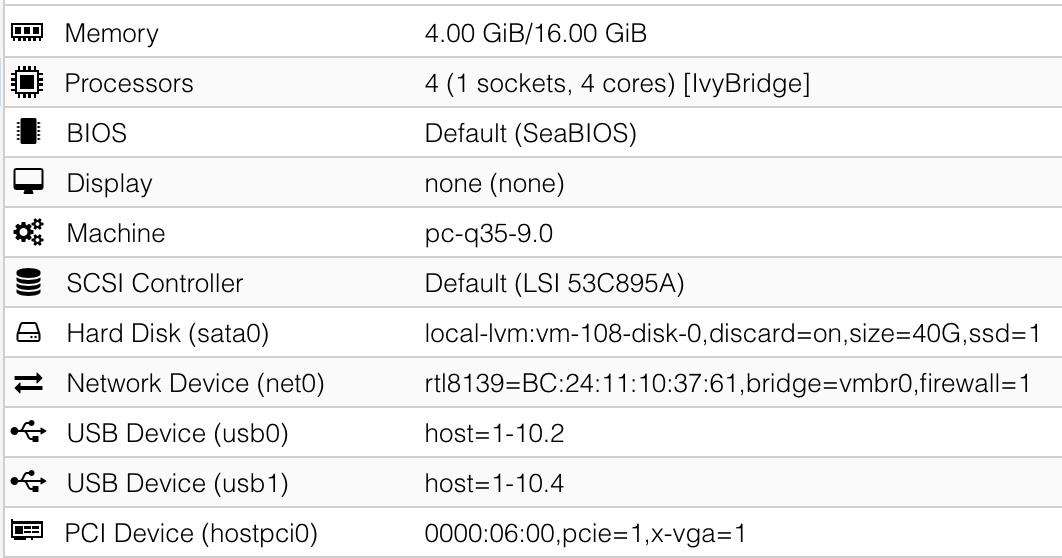 Memory 4.00 GiB/16.00 GiB
Processors 4 (1 sockets, 4 cores) [IvyBridge]
BIOS Default (SeaBIOS)
Display none (none)
Machine pc-q35-9.0
SCSI Controller Default (LSI 53C895A)
Hard Disk (sata0) local-lvm:vm-108-disk-0,discard=on,size=40G,ssd=1
Network Device (net0) rtl8139=BC:24:11:10:37:61,bridge=vmbr0,firewall=1
USB Device (usb0) host=1-10.2
USB Device (usb1) host=1-10.4
PCI Device (hostpci0) 0000:06:00,pcie=1,x-vga=1